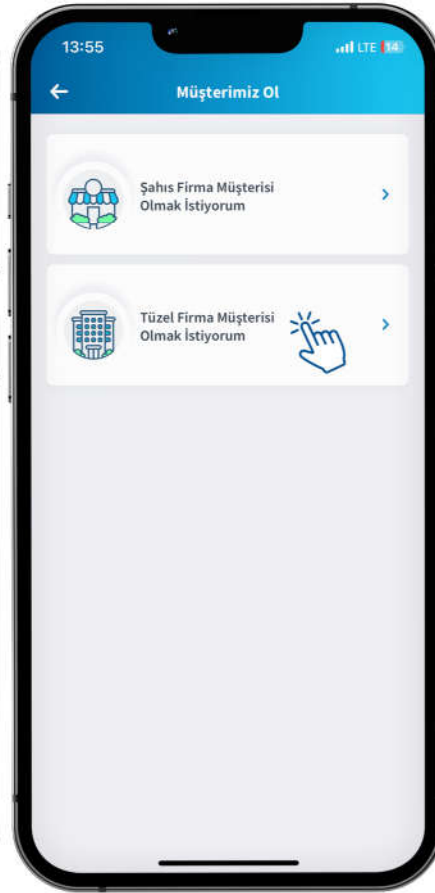 13:55
LTE 14
Müşterimiz Ol
Şahıs Firma Müşterisi
Olmak İstiyorum
Tüzel Firma Müşterisi
Olmak İstiyorum